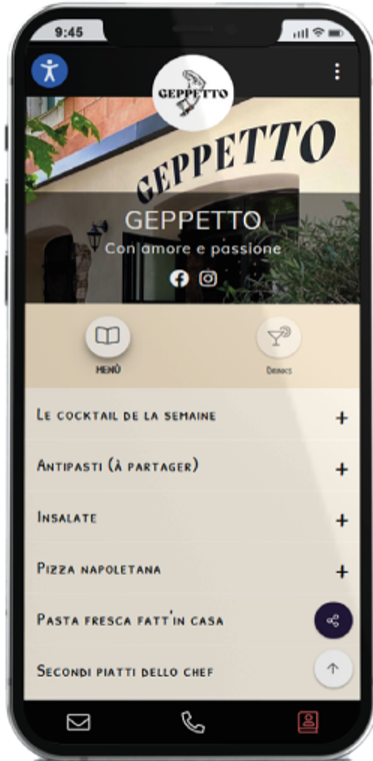 9:45
GEPPETTO
GEPPETTO
GEPPETTO
Con amore e passione
MENÙ
DRINKS
LE COCKTAIL DE LA SEMAINE
ANTIPASTI (À PARTAGER)
INSALATE
PIZZA NAPOLETANA
PASTA FRESCA FATT'IN CASA
SECONDI PIATTI DELLO CHEF